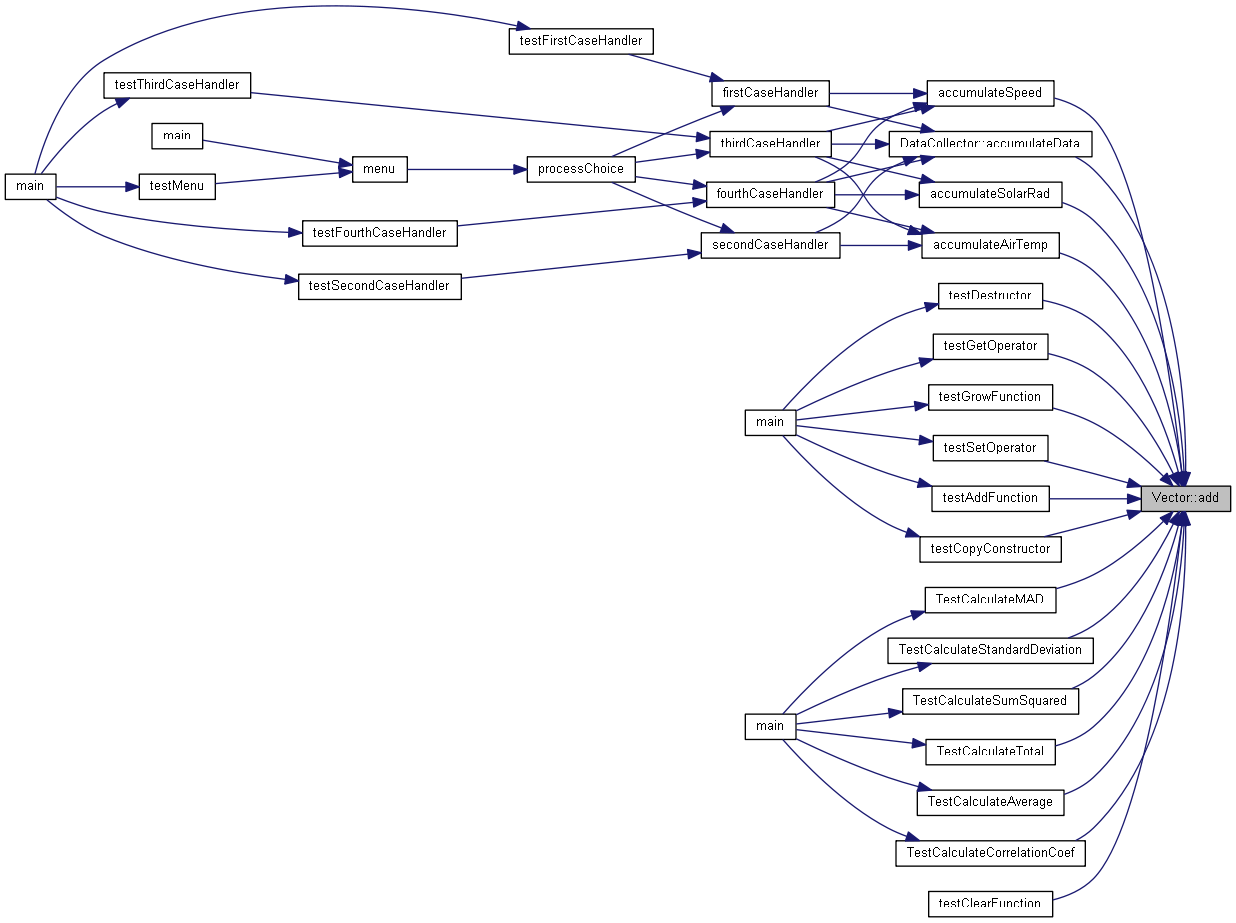 testFirstCaseHandler
testThirdCaseHandler
firstCaseHandler
accumulateSpeed
main
thirdCaseHandler
DataCollector::accumulateData
menu
processChoice
main
testMenu
fourthCaseHandler
accumulateSolarRad
testFourthCaseHandler
secondCaseHandler
accumulateAirTemp
testSecondCaseHandler
testDestructor
testGetOperator
testGrowFunction
main
testSetOperator
testAddFunction
Vector::add
testCopyConstructor
TestCalculateMAD
TestCalculateStandardDeviation
TestCalculateSumSquared
main
TestCalculateTotal
TestCalculateAverage
TestCalculateCorrelationCoef
testClearFunction